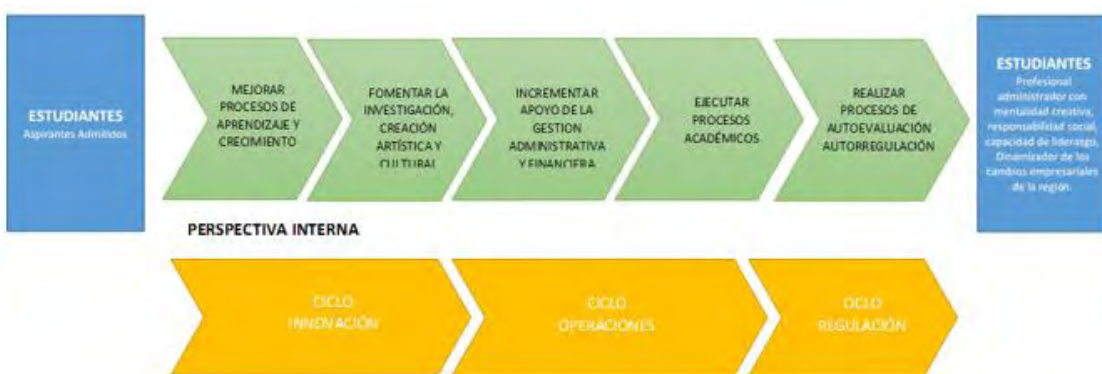 ESTUDIANTES
Aspirantes Admitidos
MEJORAR
PROCESOS DE
APRENDIZAJE Y
CRECIMIENTO
FOMENTAR LA
INVESTIGACIÓN,
CREACIÓN
ARTÍSTICA Y
CULTURAL
INCREMENTAR
APOYO DE LA
GESTION
ADMINISTRATIVA
Y FINANCIERA
EJECUTAR
PROCESOS
ACADÉMICOS
REALIZAR
PROCESOS DE
AUTOEVALUACIÓN
AUTORREGULACIÓN
ESTUDIANTES
Profesional
administrador con
mentalidad creativa,
responsabilidad social,
capacidad de liderazgo,
Dinamizador de los
cambios empresariales
de la región.
PERSPECTIVA INTERNA
CICLO
INNOVACIÓN
CICLO
OPERACIONES
CICLO
REGULACIÓN